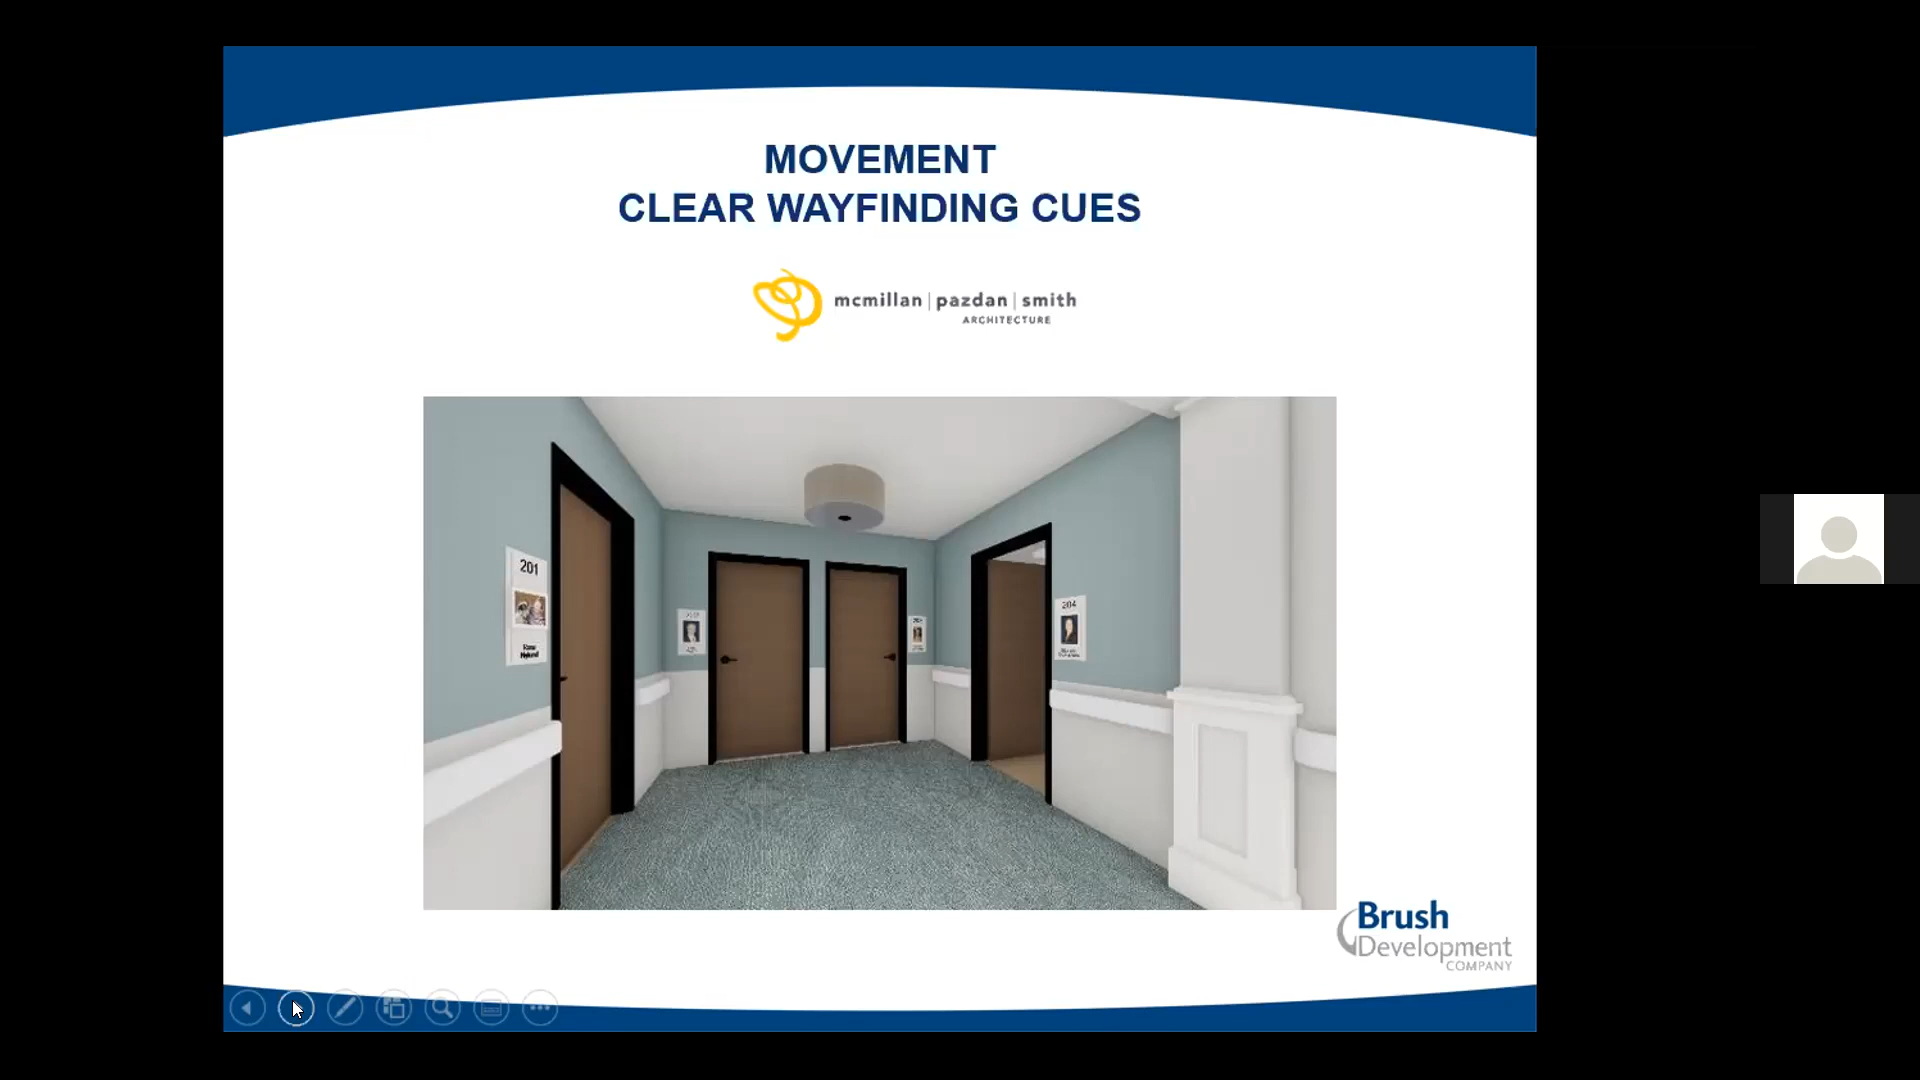 MOVEMENT
CLEAR WAYFINDING CUES
mcmillan | pazdan | smith
ARCHITECTURE
201
204
Brush
Development
COMPANY